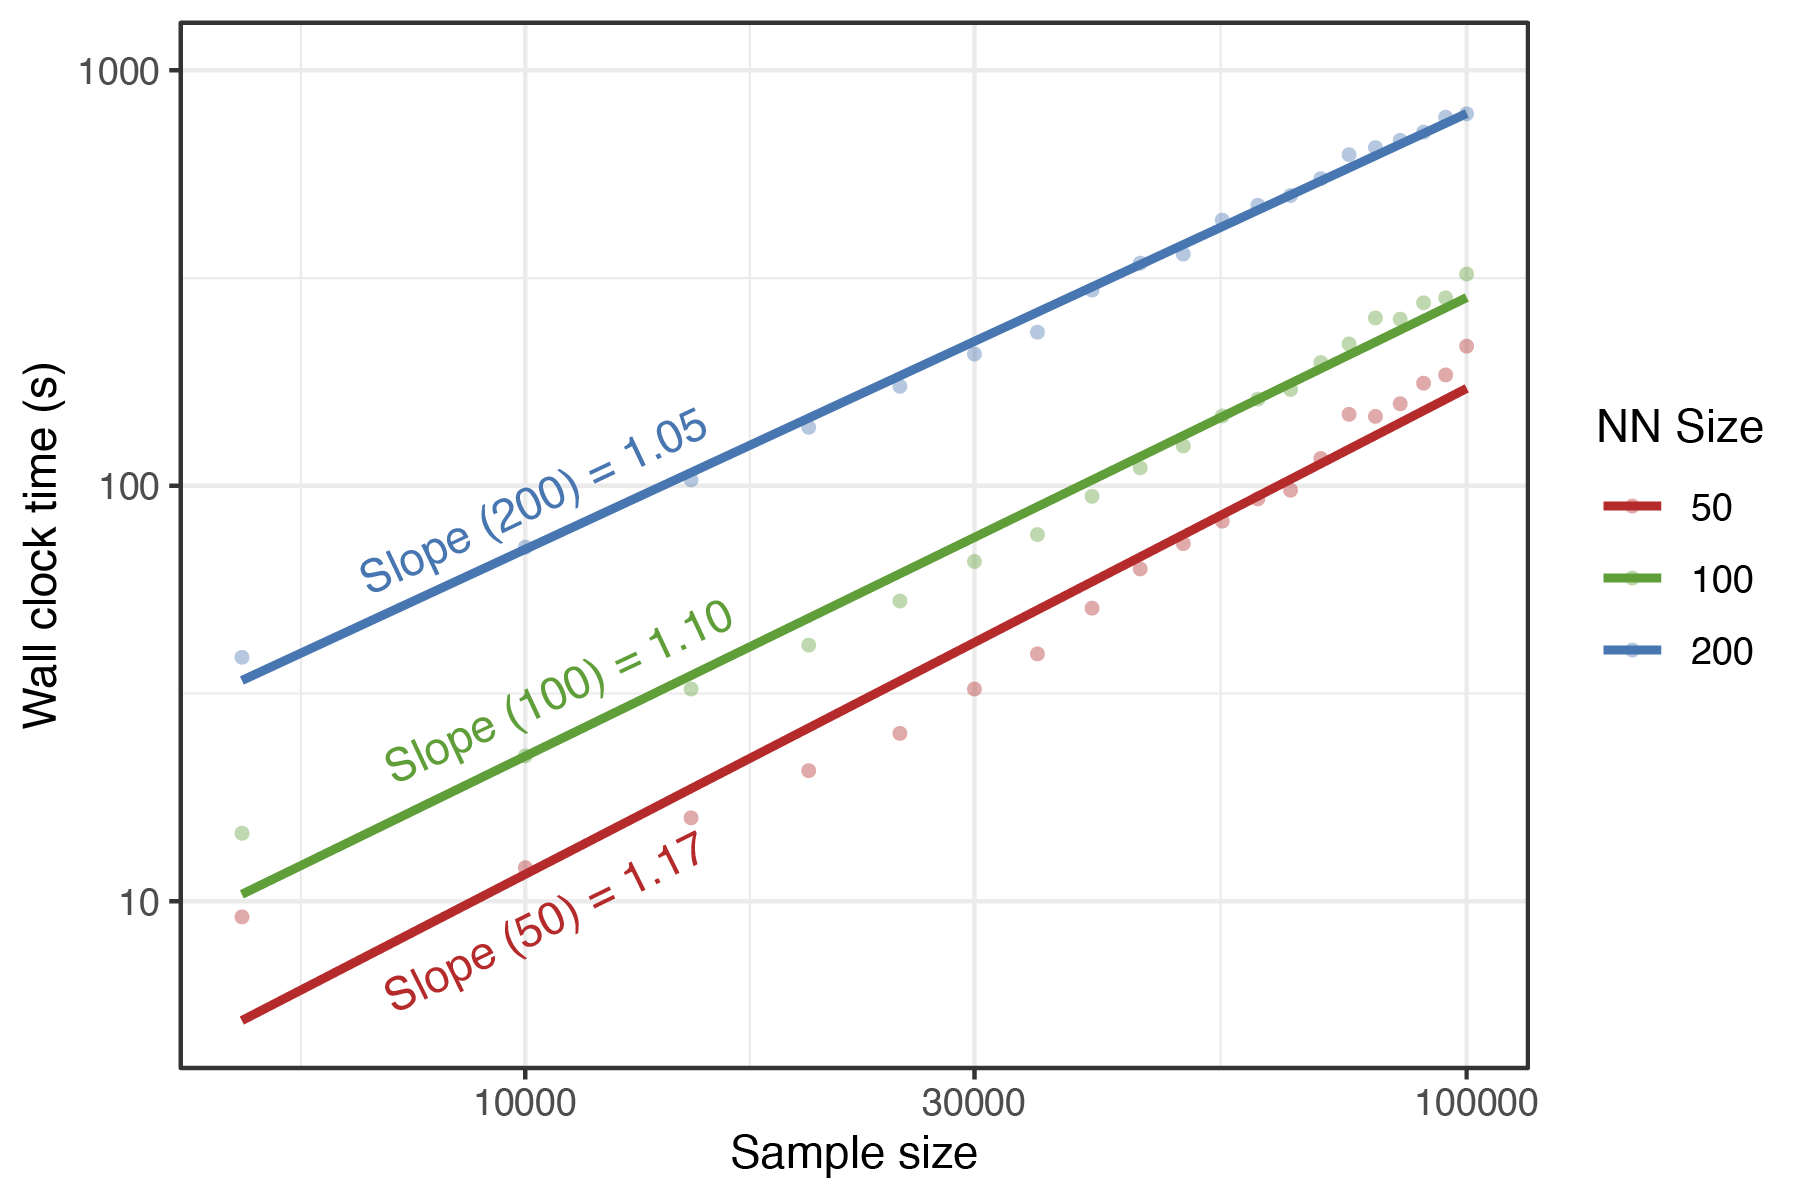 1000
100
10
Wall clock time (s)
Slope (200) = 1.05
Slope (100) = 1.10
Slope (50) = 1.17
10000
30000
100000
Sample size
NN Size
50
100
200